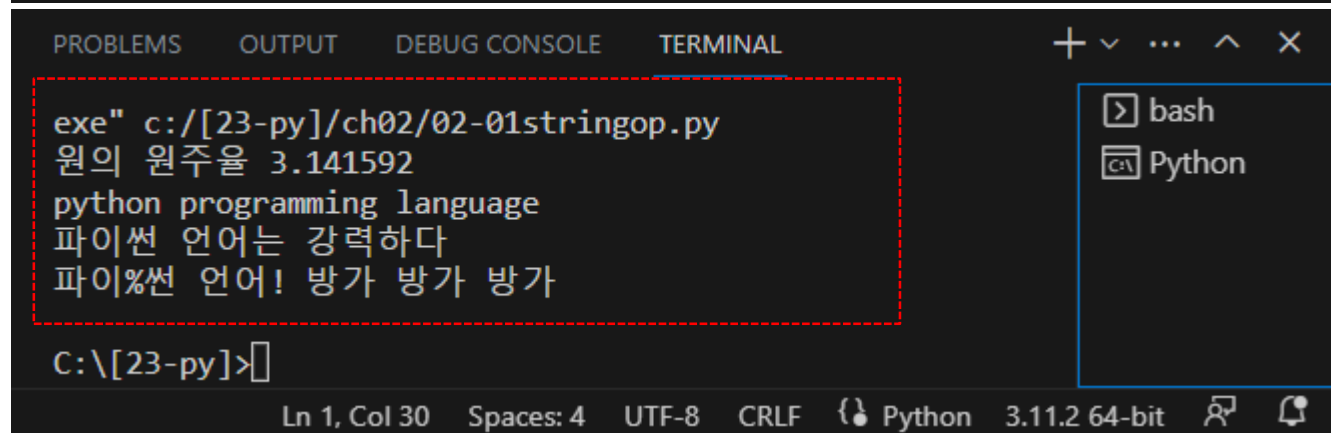 PROBLEMS OUTPUT DEBUG CONSOLE TERMINAL
exe" c:/[23-py]/ch02/02-01stringop.py
원의 원주율 3.141592
python programming language
파이썬 언어는 강력하다
파이%썬 언어! 방가 방가 방가
C:\[23-py]>
bash
Python
Ln 1, Col 30 Spaces: 4 UTF-8 CRLF Python 3.11.2 64-bit